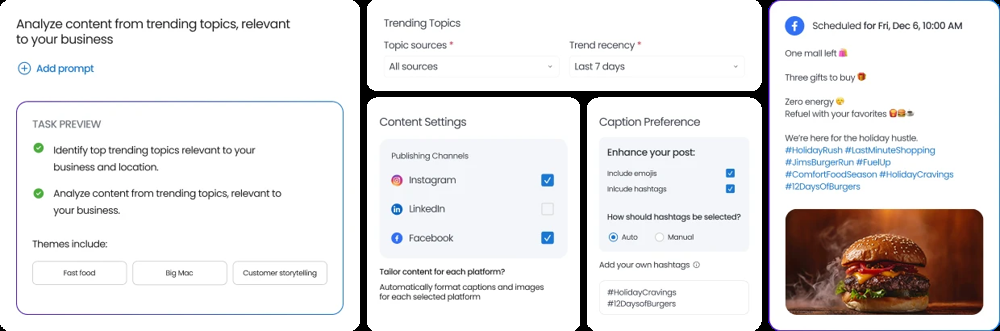 Analyze content from trending topics, relevant
to your business
Add prompt
TASK PREVIEW
Identify top trending topics relevant to your
business and location.
Analyze content from trending topics, relevant to
your business.
Themes include:
Fast food
Big Mac
Customer storytelling
Trending Topics
Topic sources *
Trend recency *
All sources
Last 7 days
Content Settings
Publishing Channels
Instagram
LinkedIn
Facebook
Tailor content for each platform?
Automatically format captions and images
for each selected platform
Caption Preference
Enhance your post:
Include emojis
Inlcude hashtags
How should hashtags be selected?
Auto
Manual
Add your own hashtags
#HolidayCravings
#12DaysofBurgers
Scheduled for Fri, Dec 6, 10:00 AM
One mall left 🛍️
Three gifts to buy 🎁
Zero energy 🥱
Refuel with your favorites 🍟🍔☕
We're here for the holiday hustle.
#HolidayRush #LastMinuteShopping
#JimsBurgerRun #FuelUp
#ComfortFoodSeason #HolidayCravings
#12DaysOfBurgers